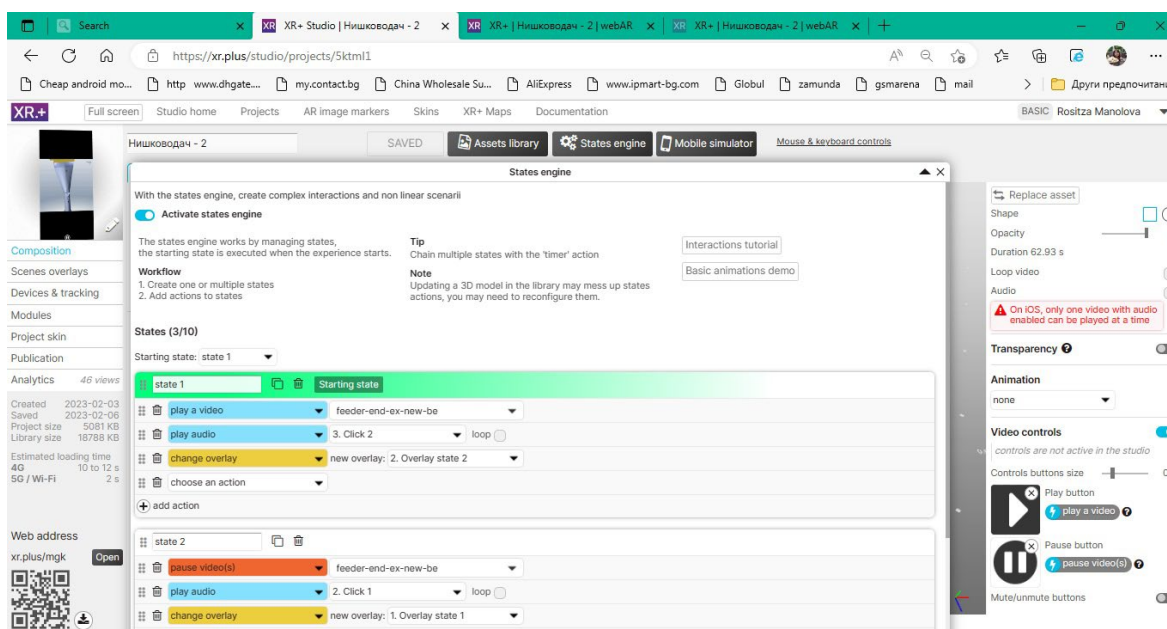 Search
XR+ Studio | Нишководач - 2
XR+ | Нишководач - 2 | webAR
XR+ | Нишководач - 2 | webAR
https://xr.plus/studio/projects/5ktml1
Cheap android mo...
http www.dhgate....
my.contact.bg
China Wholesale Su...
AliExpress
www.ipmart-bg.com
Globul
zamunda
gsmarena
mail
Други предпочитани
XR.+
Full screen
Studio home
Projects
AR image markers
Skins
XR+ Maps
Documentation
BASIC Rositza Manolova
Нишководач - 2
SAVED
Assets library
States engine
Mobile simulator
Mouse & keyboard controls
Composition
Scenes overlays
Devices & tracking
Modules
Project skin
Publication
Analytics 46 views
Created 2023-02-03
Saved 2023-02-06
Project size 5081 KB
Library size 18788 KB
Estimated loading time
4G 10 to 12 s
5G / Wi-Fi 2 s
Web address
xr.plus/mgk Open
States engine
With the states engine, create complex interactions and non linear scenarii
Activate states engine
The states engine works by managing states,
the starting state is executed when the experience starts.
Workflow
1. Create one or multiple states
2. Add actions to states
Tip
Chain multiple states with the 'timer' action
Note
Updating a 3D model in the library may mess up states
actions, you may need to reconfigure them.
Interactions tutorial
Basic animations demo
States (3/10)
Starting state: state 1
state 1 Starting state
play a video feeder-end-ex-new-be
play audio 3. Click 2 loop
change overlay new overlay: 2. Overlay state 2
choose an action
add action
state 2
pause video(s) feeder-end-ex-new-be
play audio 2. Click 1 loop
change overlay new overlay: 1. Overlay state 1
Replace asset
Shape
Opacity
Duration 62.93 s
Loop video
Audio
On iOS, only one video with audio
enabled can be played at a time
Transparency
Animation
none
Video controls
controls are not active in the studio
Controls buttons size
Play button
play a video
Pause button
pause video(s)
Mute/unmute buttons